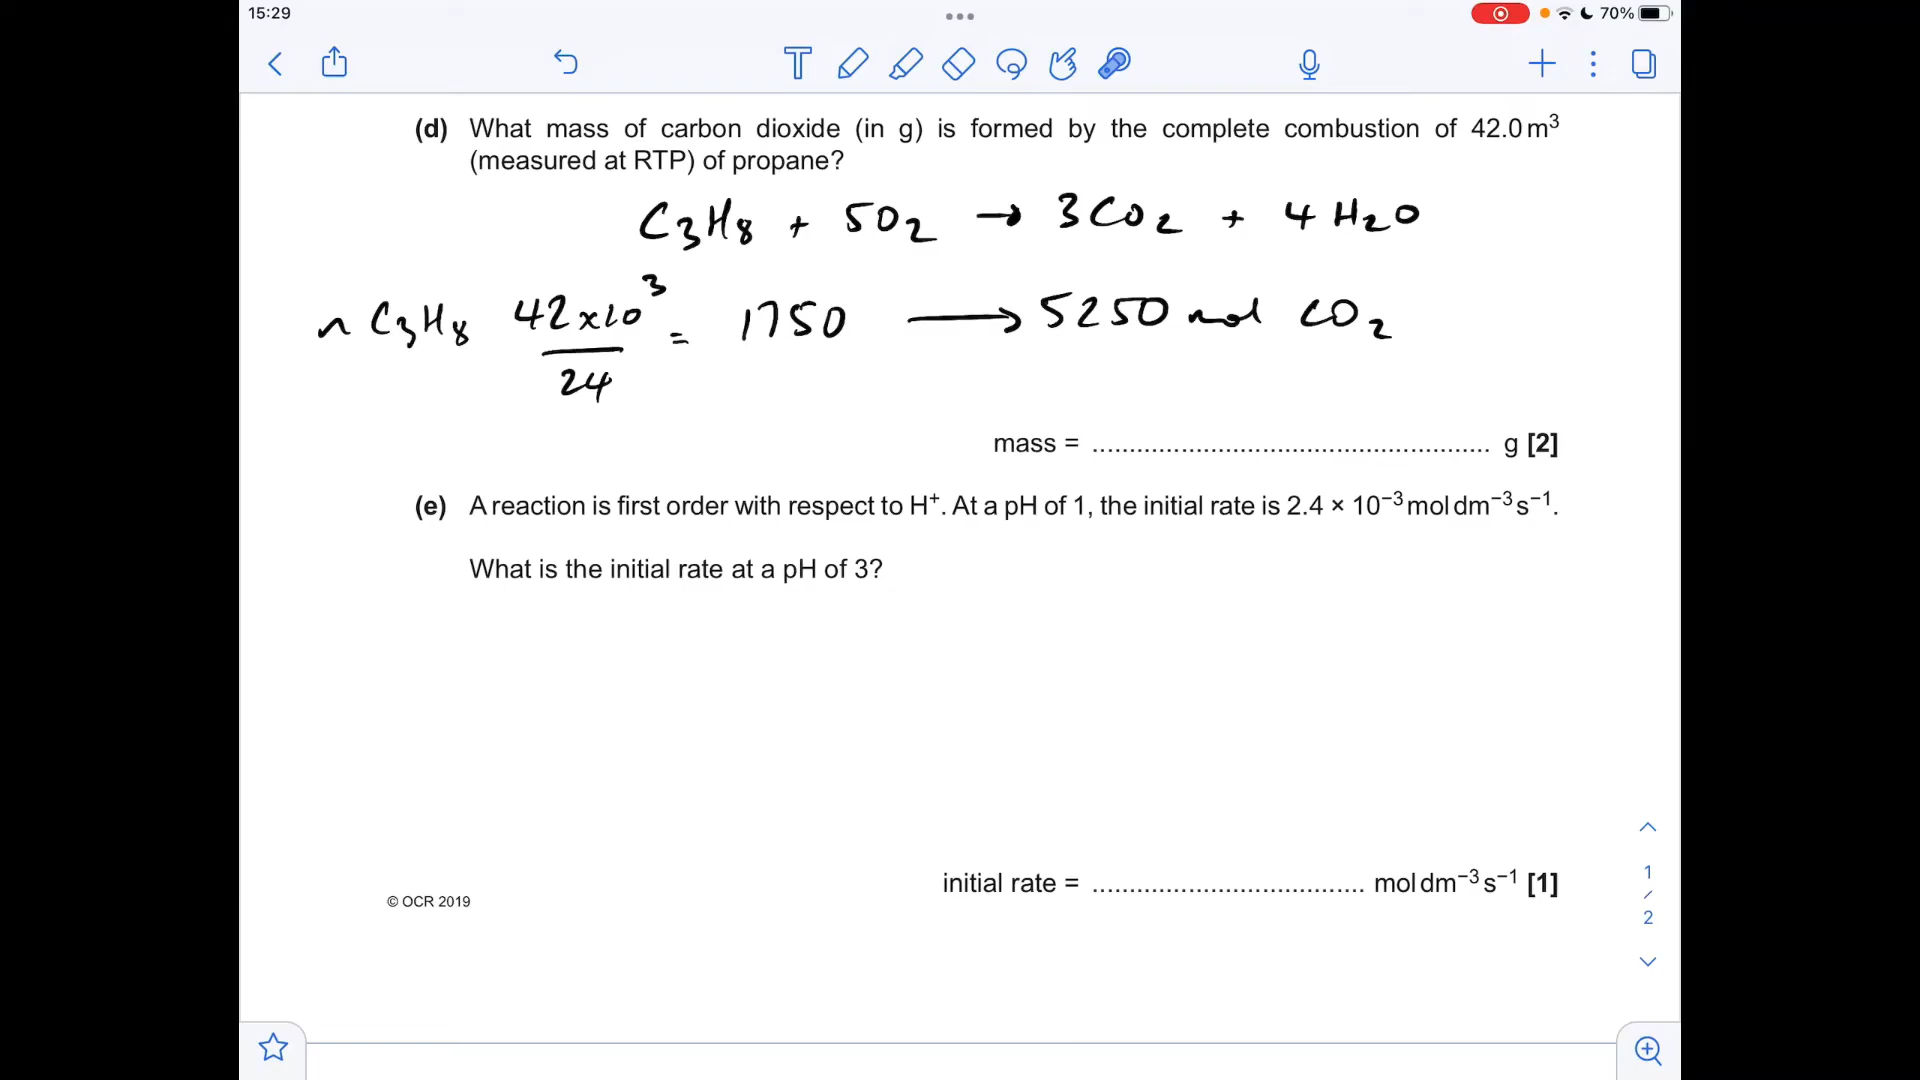 15:29
70%
(d) What mass of carbon dioxide (in g) is formed by the complete combustion of 42.0 m³
(measured at RTP) of propane?
C₃H₈ + 5O₂ → 3CO₂ + 4H₂O
n C₃H₈ 42×10³/24 = 1750 → 5250 mol CO₂
mass = ...................................................... g [2]
(e) A reaction is first order with respect to H⁺. At a pH of 1, the initial rate is 2.4 × 10⁻³ mol dm⁻³ s⁻¹.
What is the initial rate at a pH of 3?
initial rate = ..................................... mol dm⁻³ s⁻¹ [1]
© OCR 2019
1
/
2